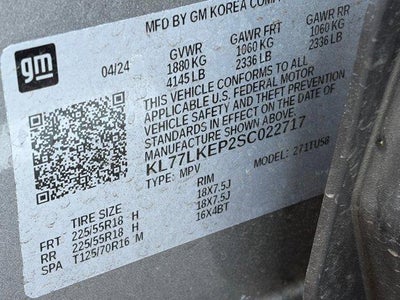 MFD BY GM KOREA COMPA
gm
04/24
GVWR
1880 KG
4145 LB
GAWR FRT
1060 KG
2336 LB
GAWR RR
1060 KG
2336 LB
THIS VEHICLE CONFORMS TO ALL
APPLICABLE U.S. FEDERAL MOTOR
VEHICLE SAFETY AND THEFT PREVENTION
STANDARDS IN EFFECT ON THE DATE OF
MANUFACTURE SHOWN ABOVE.
KL77LKEP2SC022717
TYPE: MPV
MODEL: 271TU58
TIRE SIZE
RIM
FRT 225/55R18 H 18X7.5J
RR 225/55R18 H 18X7.5J
SPA T125/70R16 M 16X4BT